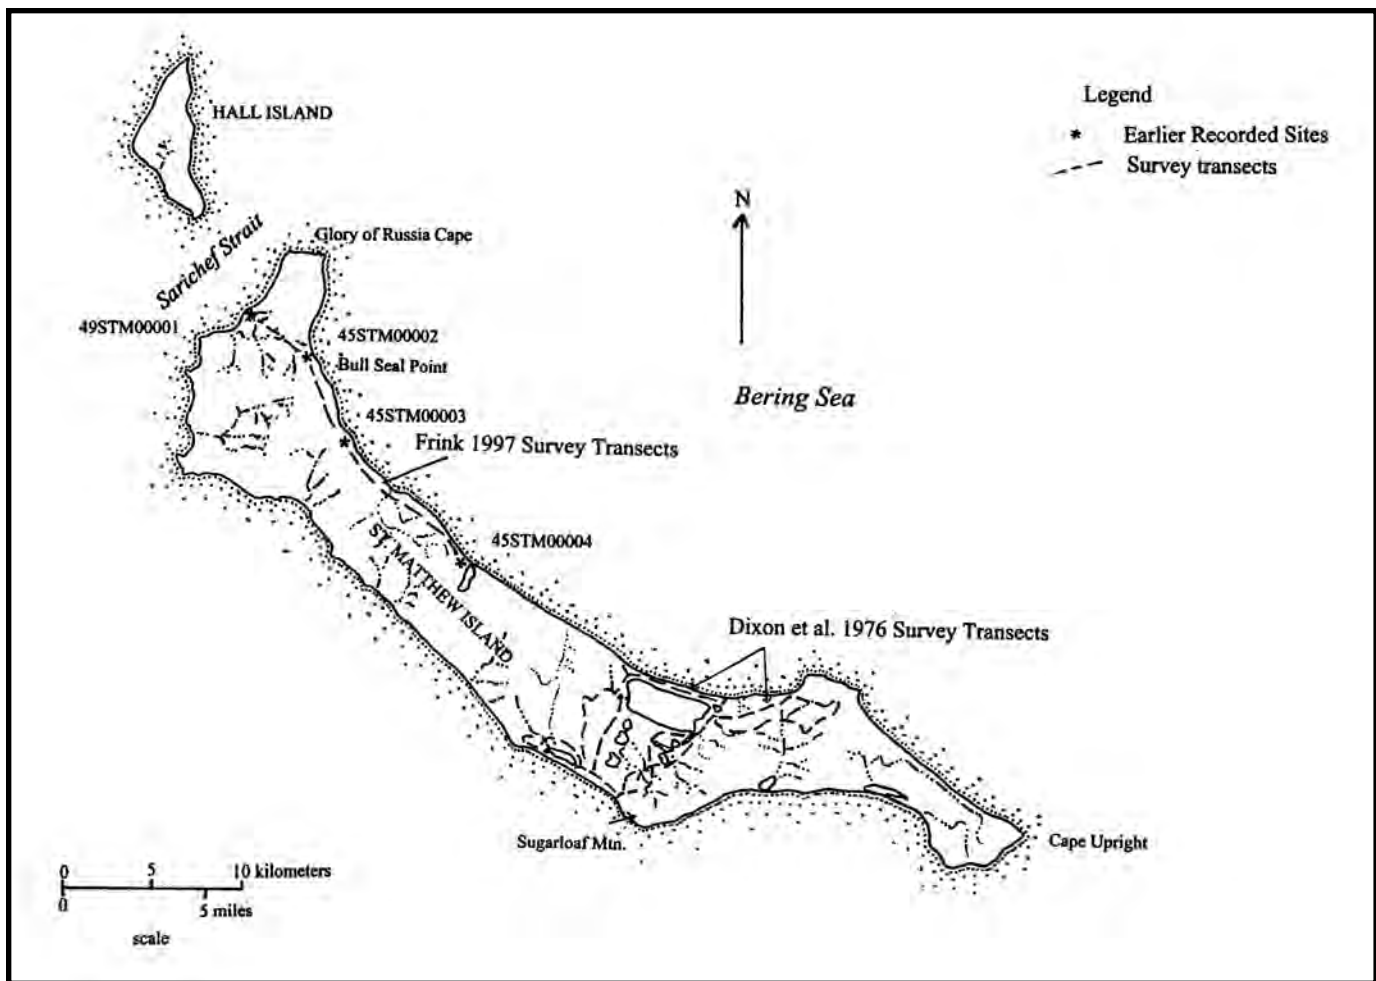 HALL ISLAND
Legend
* Earlier Recorded Sites
Survey transects
N
Glory of Russia Cape
Sarichef Strait
49STM00001
45STM00002
Bull Seal Point
Bering Sea
45STM00003
Frink 1997 Survey Transects
45STM00004
ST. MATTHEW ISLAND
Dixon et al. 1976 Survey Transects
Sugarloaf Mtn.
Cape Upright
0 5 10 kilometers
0 5 miles
scale